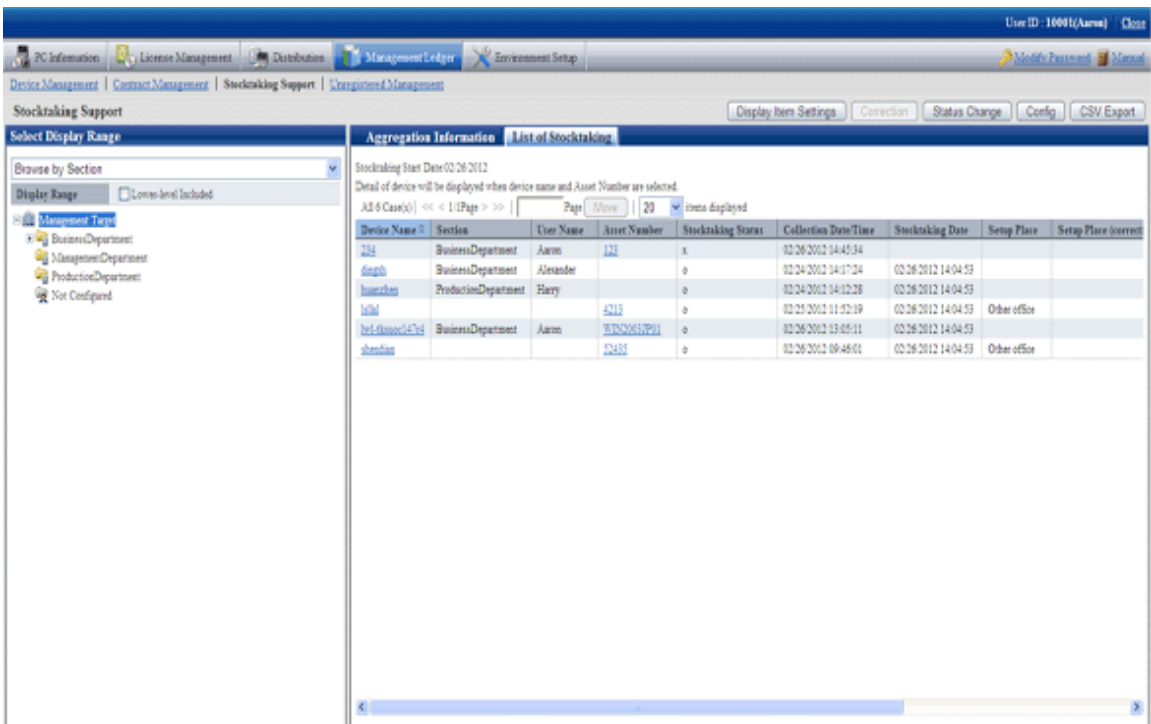 User ID : 10001(Aaron) Close
PC Information License Management Distribution Management Ledger Environment Setup Modify Password Manual
Device Management | Contract Management | Stocktaking Support | Unregistered Management
Stocktaking Support Display Item Settings Correction Status Change Config CSV Export
Select Display Range
Browse by Section
Display Range Lower-level Included
Management Target
BusinessDepartment
ManagementDepartment
ProductionDepartment
Not Configured
Aggregation Information List of Stocktaking
Stocktaking Start Date:02/26/2012
Detail of device will be displayed when device name and Asset Number are selected.
All 6 Case(s) | << < 1/1Page > >> | Page Move | 20 items displayed
Device Name Section User Name Asset Number Stocktaking Status Collection Date/Time Stocktaking Date Setup Place Setup Place (correct
234 BusinessDepartment Aaron 123 x 02/26/2012 14:45:34
BusinessDepartment Alexander o 02/24/2012 14:17:24 02/26/2012 14:04:53
huanzhen ProductionDepartment Harry o 02/24/2012 14:12:28 02/26/2012 14:04:53
4213 o 02/25/2012 11:52:19 02/26/2012 14:04:53 Other office
BusinessDepartment Aaron WIN2003JP01 o 02/26/2012 13:05:11 02/26/2012 14:04:53
shendian 52435 o 02/26/2012 09:46:01 02/26/2012 14:04:53 Other office